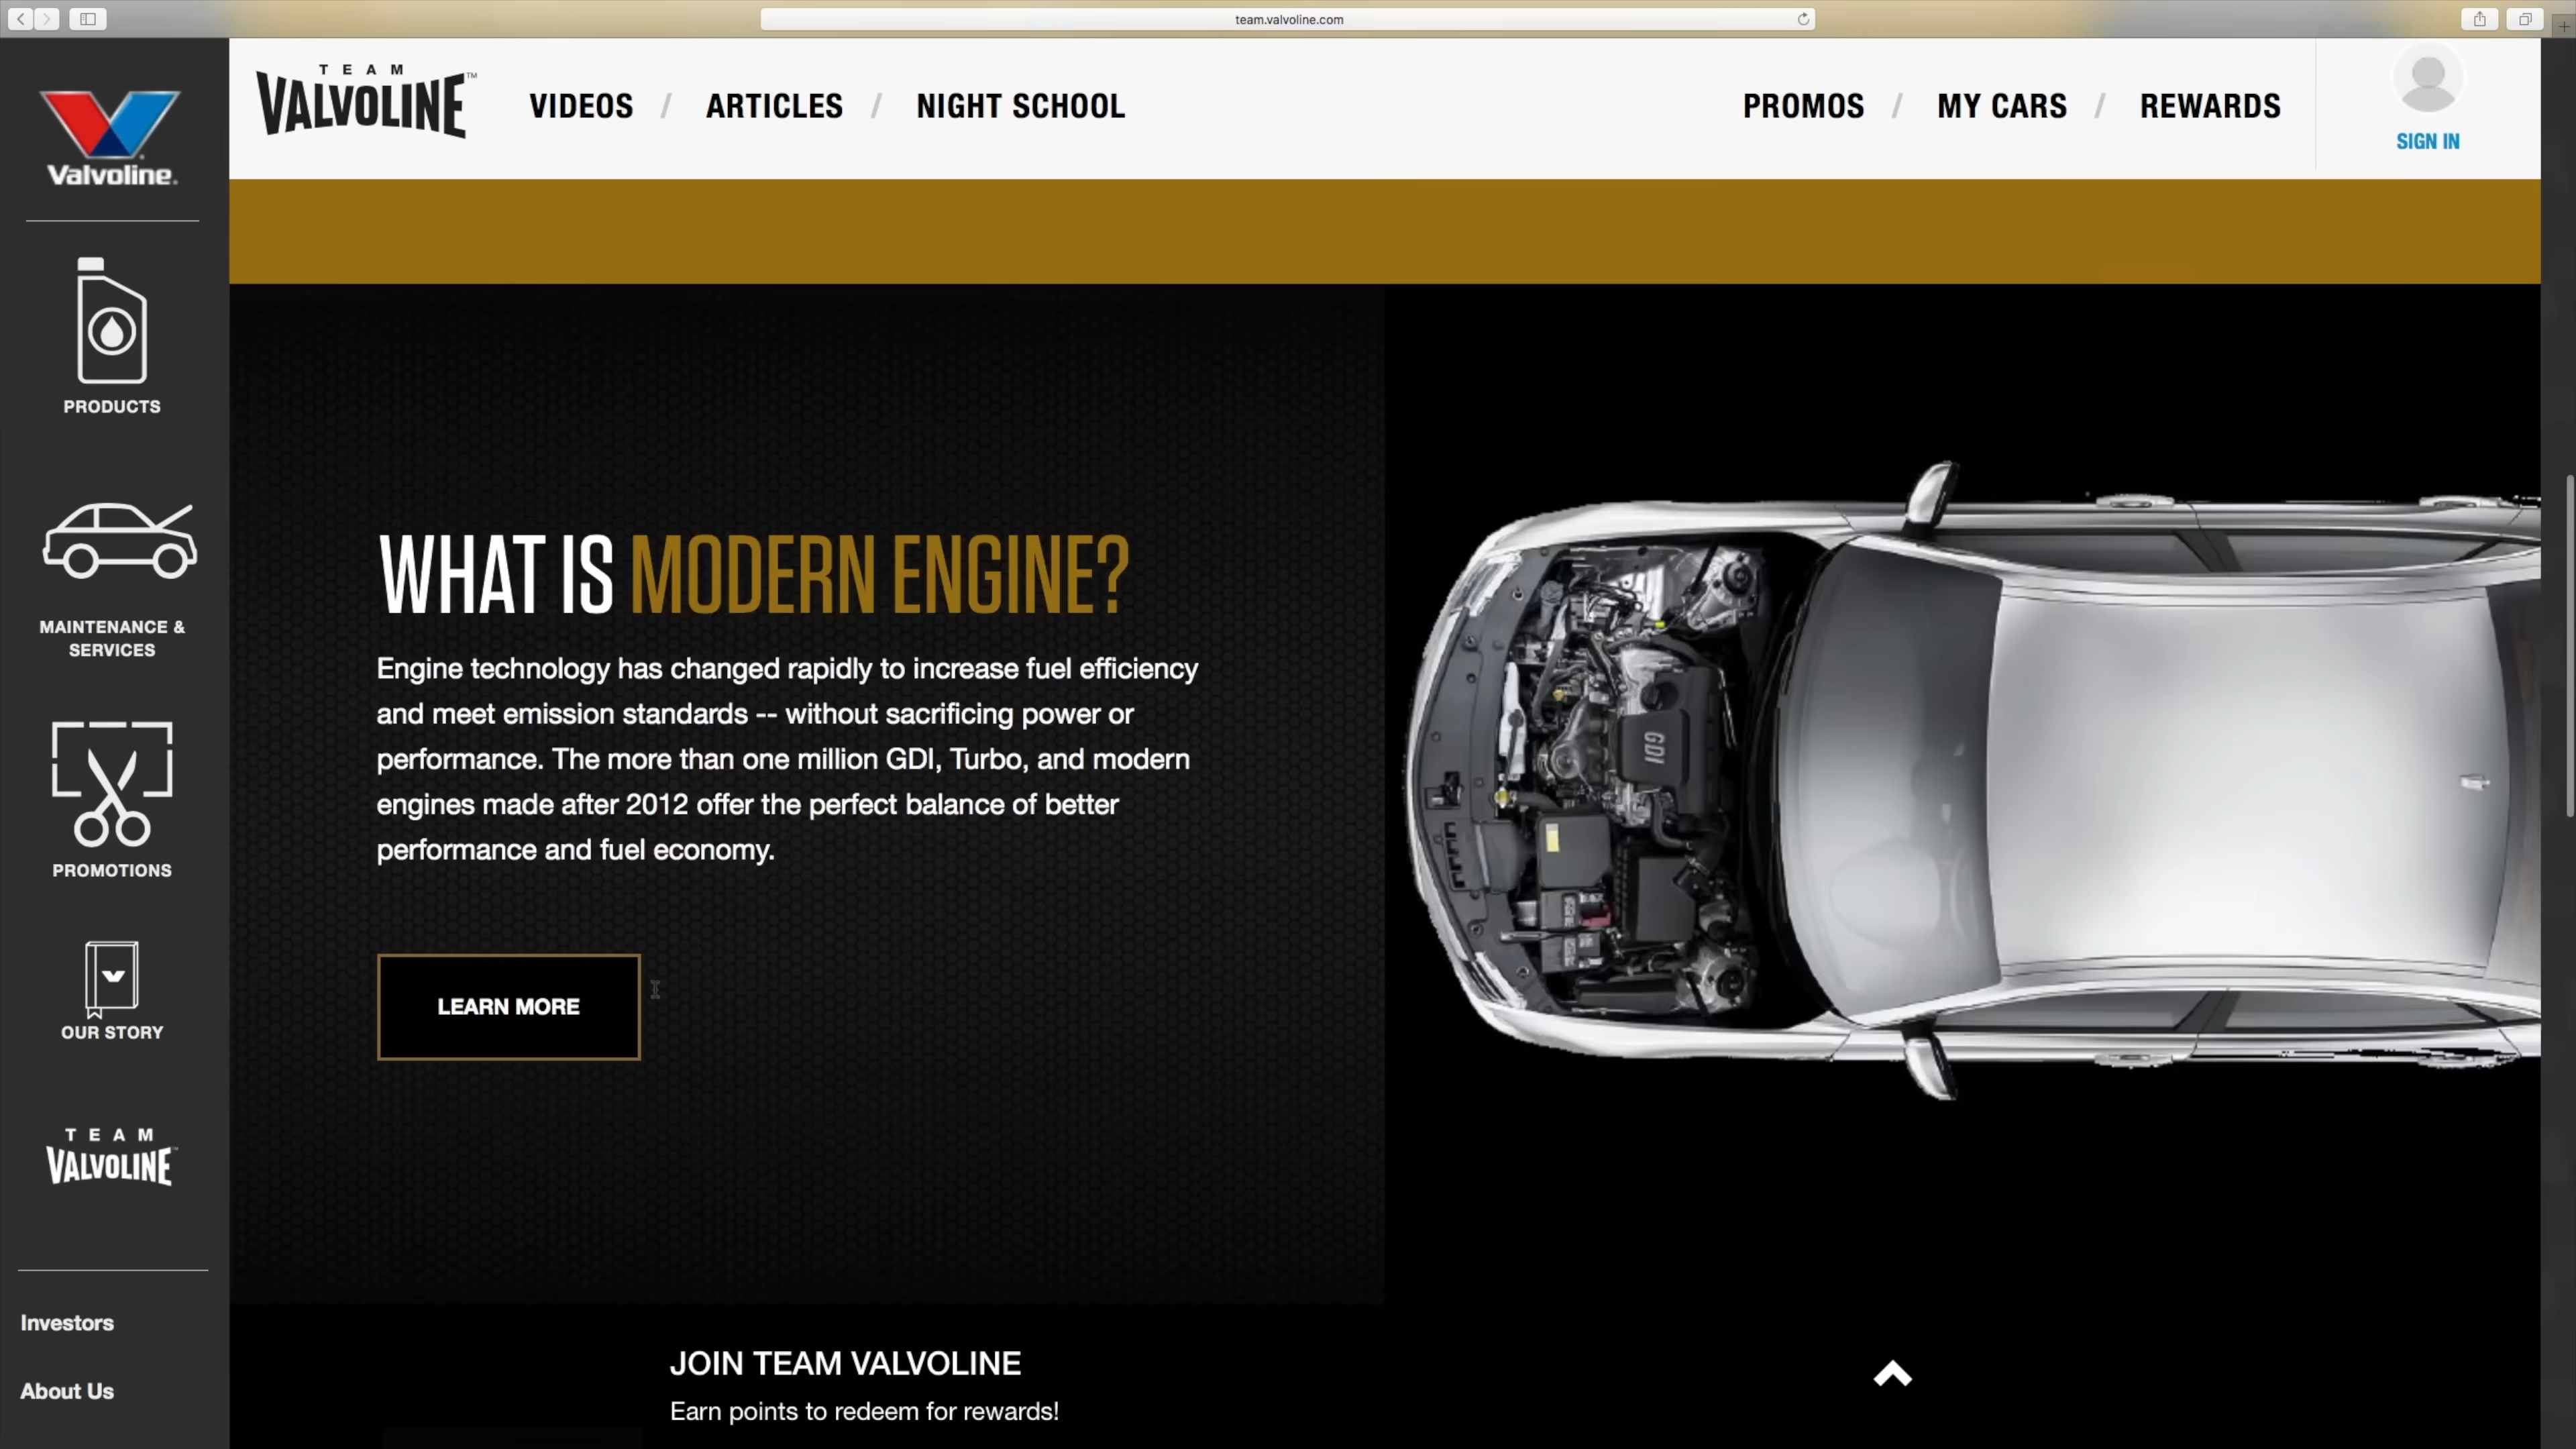 team.valvoline.com
Valvoline.
PRODUCTS
MAINTENANCE &
SERVICES
PROMOTIONS
OUR STORY
TEAM
VALVOLINE
Investors
About Us
TEAM
VALVOLINE™
VIDEOS / ARTICLES / NIGHT SCHOOL
PROMOS / MY CARS / REWARDS
SIGN IN
WHAT IS MODERN ENGINE?
Engine technology has changed rapidly to increase fuel efficiency
and meet emission standards -- without sacrificing power or
performance. The more than one million GDI, Turbo, and modern
engines made after 2012 offer the perfect balance of better
performance and fuel economy.
LEARN MORE
GDI
JOIN TEAM VALVOLINE
Earn points to redeem for rewards!